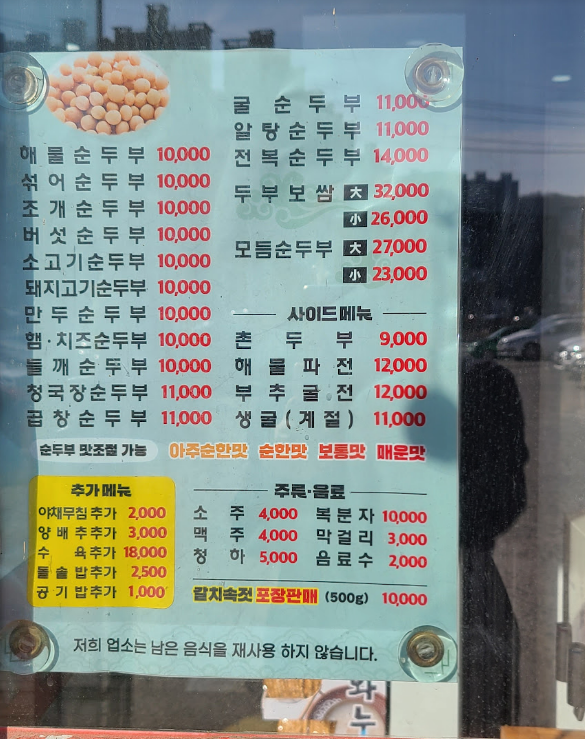 해물순두부 10,000
섞어순두부 10,000
조개순두부 10,000
버섯순두부 10,000
소고기순두부 10,000
돼지고기순두부 10,000
만두순두부 10,000
햄·치즈순두부 10,000
들깨순두부 10,000
청국장순두부 11,000
곱창순두부 11,000
굴순두부 11,000
알탕순두부 11,000
전복순두부 14,000
두부보쌈 大 32,000
小 26,000
모듬순두부 大 27,000
小 23,000
사이드메뉴
촌두부 9,000
해물파전 12,000
부추굴전 12,000
생굴(계절) 11,000
순두부 맛조절 가능 아주순한맛 순한맛 보통맛 매운맛
추가메뉴
야채무침추가 2,000
양배추추가 3,000
수육추가 18,000
돌솥밥추가 2,500
공기밥추가 1,000
주류·음료
소주 4,000 복분자 10,000
맥주 4,000 막걸리 3,000
청하 5,000 음료수 2,000
갈치속젓 포장판매 (500g) 10,000
저희 업소는 남은 음식을 재사용 하지 않습니다.